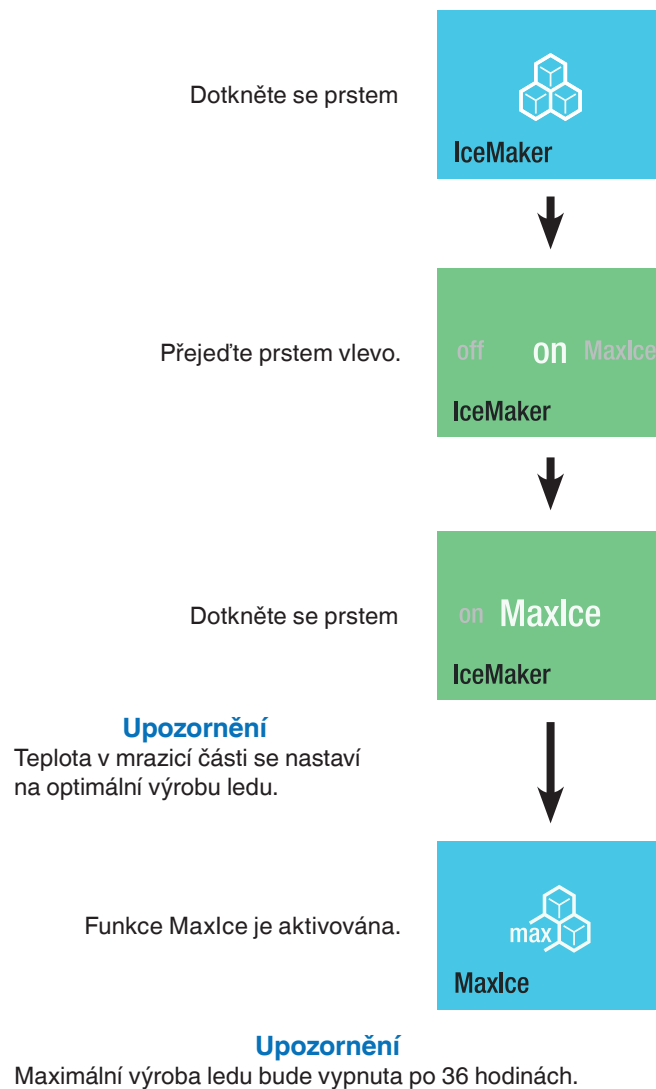 Dotkněte se prstem
IceMaker
Přejeďte prstem vlevo.
off on MaxIce
IceMaker
Dotkněte se prstem
on MaxIce
IceMaker
Upozornění
Teplota v mrazicí části se nastaví
na optimální výrobu ledu.
Funkce MaxIce je aktivována.
max
MaxIce
Upozornění
Maximální výroba ledu bude vypnuta po 36 hodinách.